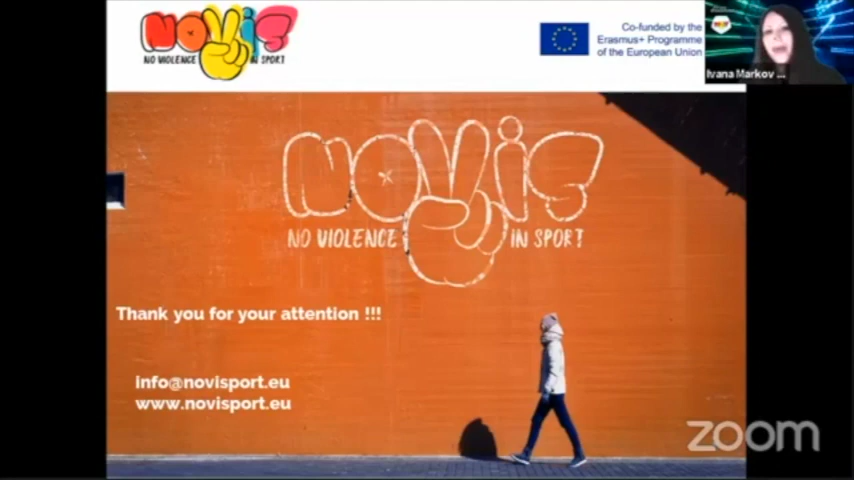 NOVIS
NO VIOLENCE IN SPORT
Co-funded by the
Erasmus+ Programme
of the European Union
Ivana Markov ...
NOVIS
NO VIOLENCE IN SPORT
Thank you for your attention !!!
info@novisport.eu
www.novisport.eu
zoom